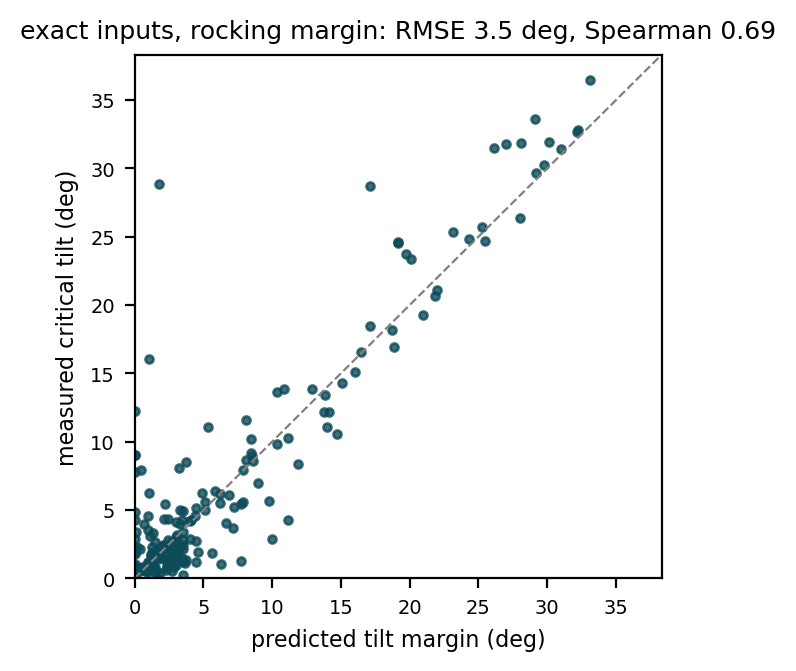 exact inputs, rocking margin: RMSE 3.5 deg, Spearman 0.69
measured critical tilt (deg)
35
30
25
20
15
10
5
0
0 5 10 15 20 25 30 35
predicted tilt margin (deg)